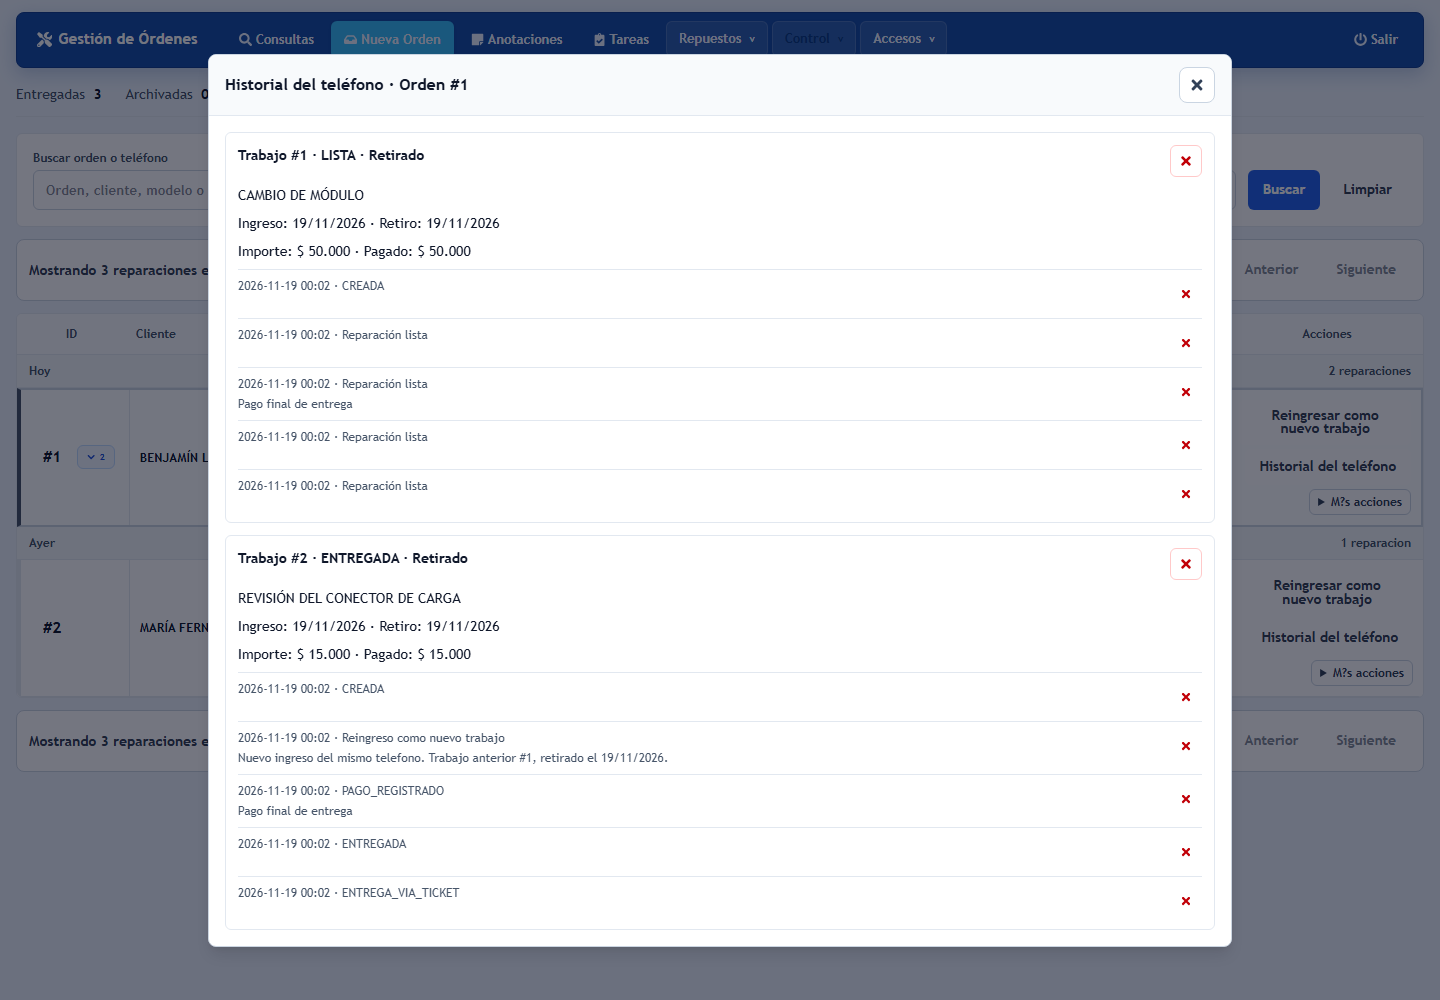 Gestión de Órdenes
Consultas
Nueva Orden
Anotaciones
Tareas
Repuestos
Control
Accesos
Salir
Entregadas 3 Archivadas
Historial del teléfono · Orden #1
Buscar orden o teléfono
Orden, cliente, modelo o
Buscar
Limpiar
Mostrando 3 reparaciones
Anterior
Siguiente
ID
Cliente
Acciones
Hoy
2 reparaciones
#1
2
BENJAMÍN
Reingresar como
nuevo trabajo
Historial del teléfono
M?s acciones
Ayer
1 reparacion
#2
MARÍA FERN
Reingresar como
nuevo trabajo
Historial del teléfono
M?s acciones
Mostrando 3 reparaciones
Anterior
Siguiente
Trabajo #1 · LISTA · Retirado
CAMBIO DE MÓDULO
Ingreso: 19/11/2026 · Retiro: 19/11/2026
Importe: $ 50.000 · Pagado: $ 50.000
2026-11-19 00:02 · CREADA
2026-11-19 00:02 · Reparación lista
2026-11-19 00:02 · Reparación lista
Pago final de entrega
2026-11-19 00:02 · Reparación lista
2026-11-19 00:02 · Reparación lista
Trabajo #2 · ENTREGADA · Retirado
REVISIÓN DEL CONECTOR DE CARGA
Ingreso: 19/11/2026 · Retiro: 19/11/2026
Importe: $ 15.000 · Pagado: $ 15.000
2026-11-19 00:02 · CREADA
2026-11-19 00:02 · Reingreso como nuevo trabajo
Nuevo ingreso del mismo telefono. Trabajo anterior #1, retirado el 19/11/2026.
2026-11-19 00:02 · PAGO_REGISTRADO
Pago final de entrega
2026-11-19 00:02 · ENTREGADA
2026-11-19 00:02 · ENTREGA_VIA_TICKET